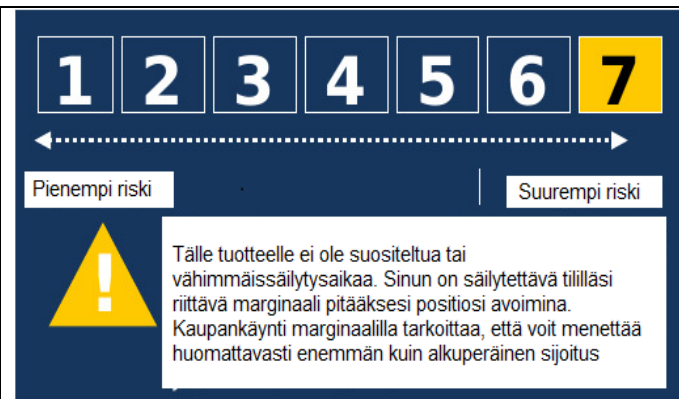 1 2 3 4 5 6 7
Pienempi riski
Suurempi riski
!
Tälle tuotteelle ei ole suositeltua tai
vähimmäissäilytysaikaa. Sinun on säilytettävä tililläsi
riittävä marginaali pitääksesi positiosi avoimina.
Kaupankäynti marginaalilla tarkoittaa, että voit menettää
huomattavasti enemmän kuin alkuperäinen sijoitus